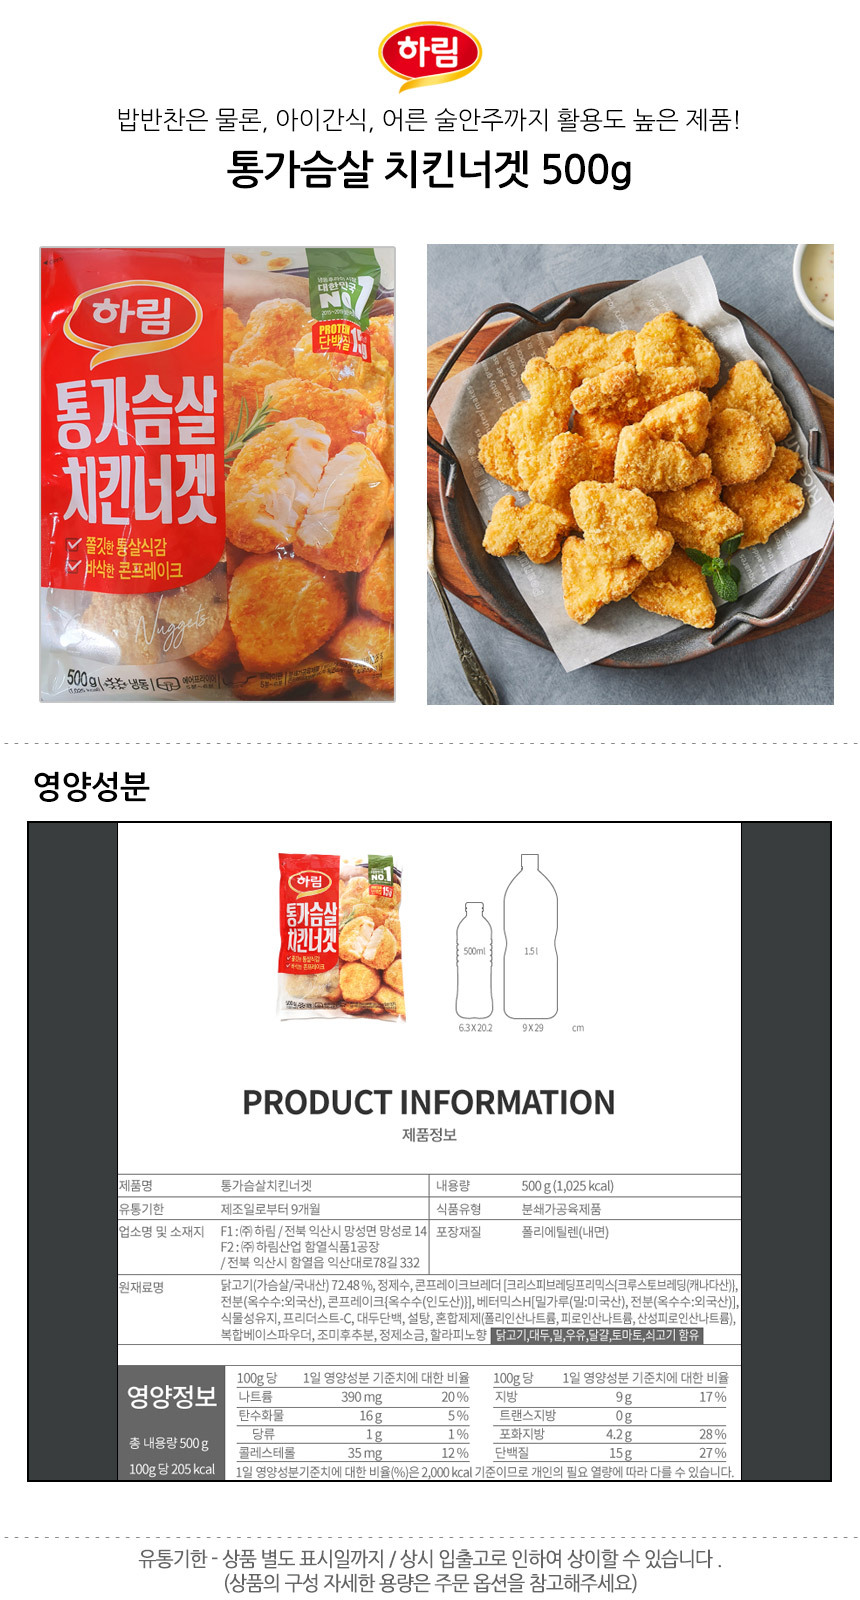 하림
밥반찬은 물론, 아이간식, 어른 술안주까지 활용도 높은 제품!
통가슴살 치킨너겟 500g
대한민국
NO.1
하림
PROTEIN
단백질 15g
통가슴살
치킨너겟
쫄깃한 통살식감
바삭한 콘프레이크
Nuggets
500g 냉동 에어프라이어
영양성분
하림
NO.1
통가슴살
치킨너겟
500ml
1.5l
6.3X20.2 9X29 cm
PRODUCT INFORMATION
제품정보
제품명 통가슴살치킨너겟 내용량 500 g (1,025 kcal)
유통기한 제조일로부터 9개월 식품유형 분쇄가공육제품
업소명 및 소재지 F1 : ㈜ 하림 / 전북 익산시 망성면 망성로 14 포장재질 폴리에틸렌(내면)
F2 : ㈜ 하림산업 함열식품1공장
/ 전북 익산시 함열읍 익산대로78길 332
원재료명 닭고기(가슴살/국내산) 72.48 %, 정제수, 콘프레이크브레더 [크리스피브레딩프리믹스{크루스토브레딩(캐나다산)},
전분(옥수수:외국산), 콘프레이크{옥수수(인도산)}], 베터믹스H[밀가루(밀:미국산), 전분(옥수수:외국산)],
식물성유지, 프리더스트-C, 대두단백, 설탕, 혼합제제(폴리인산나트륨, 피로인산나트륨, 산성피로인산나트륨),
복합베이스파우더, 조미후추분, 정제소금, 할라피노향 닭고기,대두,밀,우유,달걀,토마토,쇠고기 함유
영양정보
총 내용량 500 g
100g 당 205 kcal
100g 당 1일 영양성분 기준치에 대한 비율 100g 당 1일 영양성분 기준치에 대한 비율
나트륨 390 mg 20 % 지방 9 g 17 %
탄수화물 16 g 5 % 트랜스지방 0 g
당류 1 g 1 % 포화지방 4.2 g 28 %
콜레스테롤 35 mg 12 % 단백질 15 g 27 %
1일 영양성분기준치에 대한 비율(%)은 2,000 kcal 기준이므로 개인의 필요 열량에 따라 다를 수 있습니다.
유통기한 - 상품 별도 표시일까지 / 상시 입출고로 인하여 상이할 수 있습니다 .
(상품의 구성 자세한 용량은 주문 옵션을 참고해주세요)